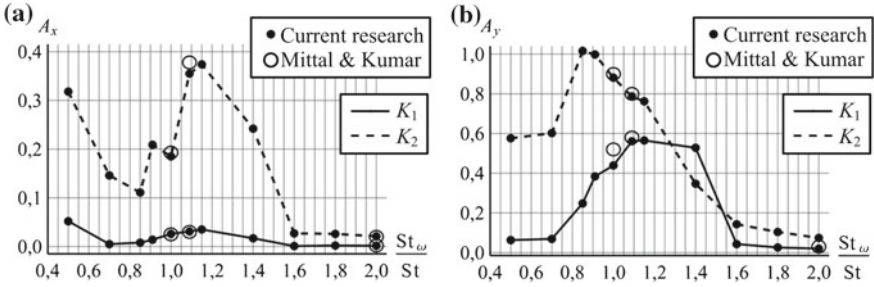 (a)
A_x
Current research
Mittal & Kumar
K_1
K_2
0,4
0,3
0,2
0,1
0,0
0,4 0,6 0,8 1,0 1,2 1,4 1,6 1,8 2,0
St_ω
St
(b)
A_y
Current research
Mittal & Kumar
K_1
K_2
1,0
0,8
0,6
0,4
0,2
0,0
0,4 0,6 0,8 1,0 1,2 1,4 1,6 1,8 2,0
St_ω
St